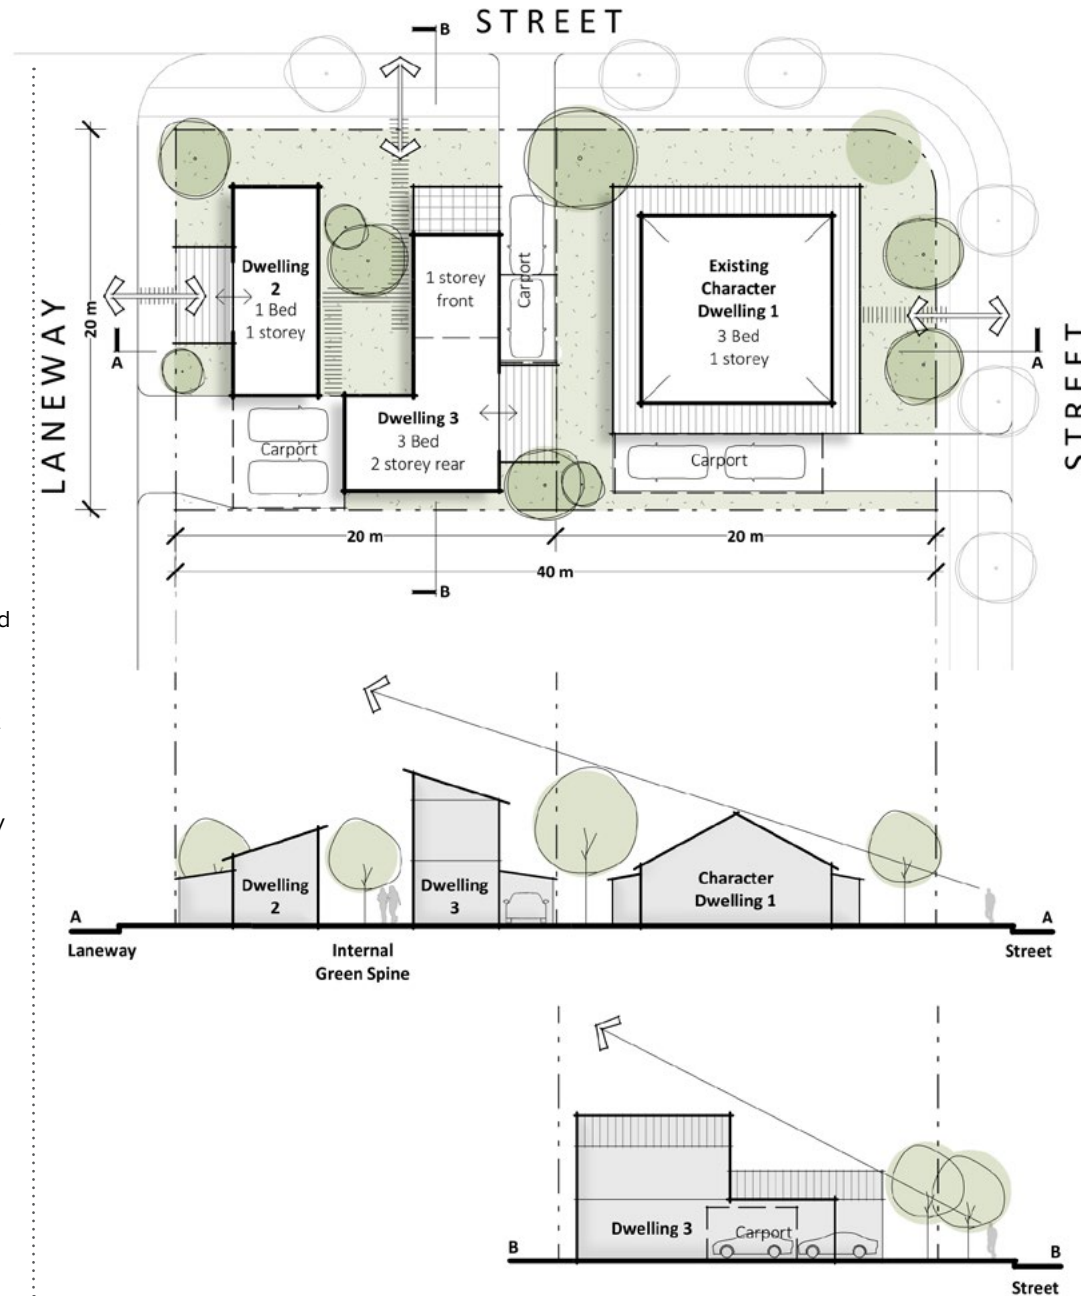 STREET
B
LANEWAY
20 m
A
Dwelling
2
1 Bed
1 storey
Carport
1 storey
front
Dwelling 3
3 Bed
2 storey rear
Carport
Existing
Character
Dwelling 1
3 Bed
1 storey
Carport
A
STREET
20 m
20 m
40 m
B
d
y
Dwelling
2
Dwelling
3
Character
Dwelling 1
A
A
Laneway
Internal
Green Spine
Street
Dwelling 3
Carport
B
B
Street